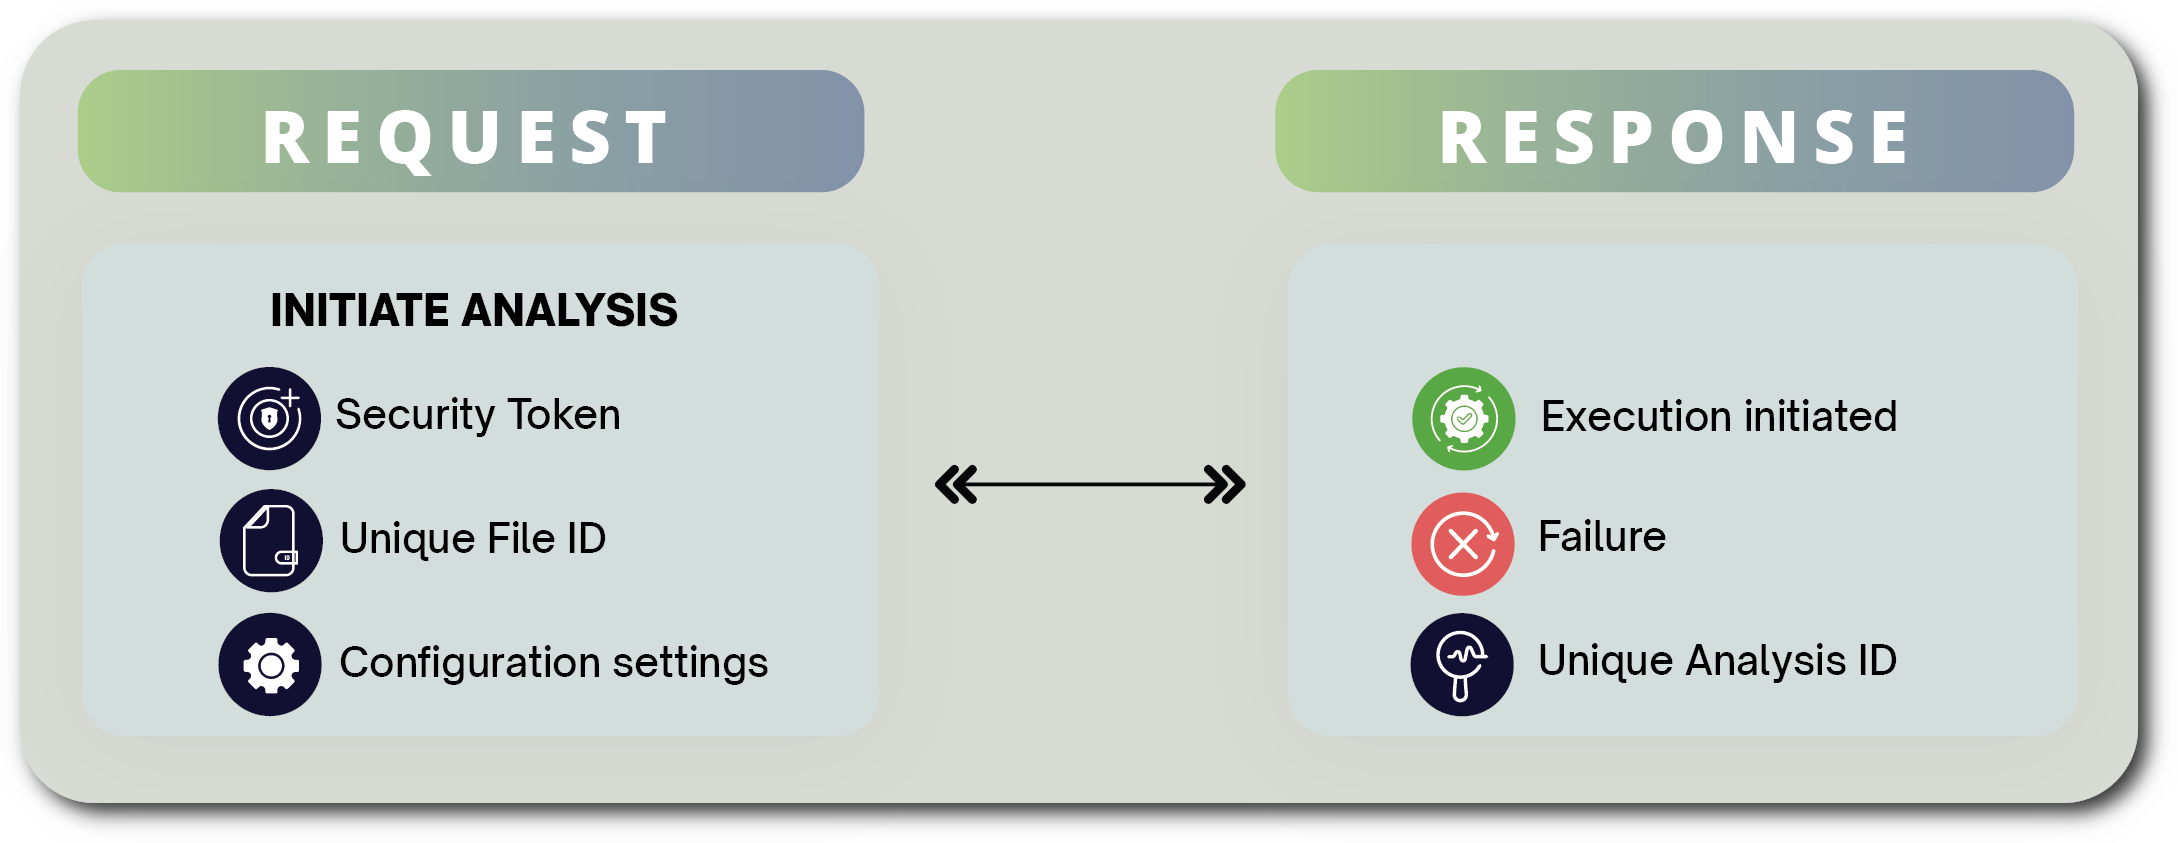 REQUEST
INITIATE ANALYSIS
Security Token
Unique File ID
Configuration settings
RESPONSE
Execution initiated
Failure
Unique Analysis ID